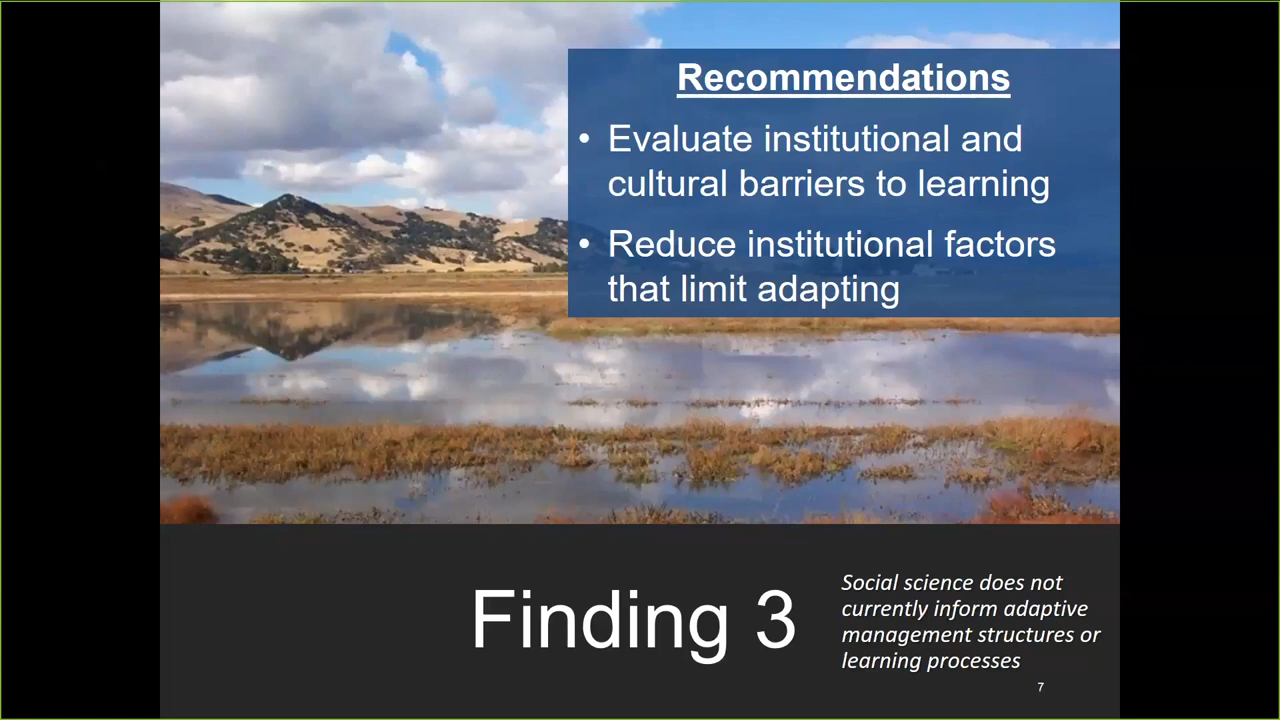 Recommendations
• Evaluate institutional and
cultural barriers to learning
• Reduce institutional factors
that limit adapting
Finding 3
Social science does not
currently inform adaptive
management structures or
learning processes
7